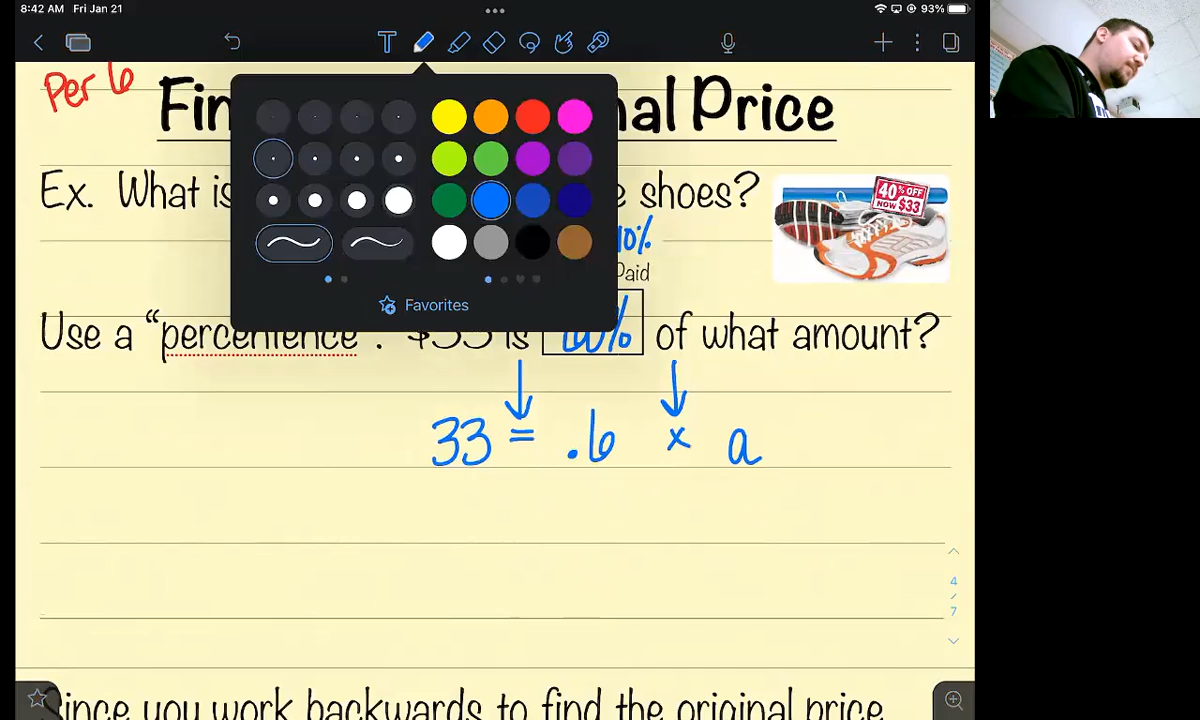 8:42 AM Fri Jan 21
93%
T
Per 6
Fin nal Price
Ex. What is e shoes?
40% OFF
NOW $33
Paid
Favorites
Use a “percentence”. $33 is 60% of what amount?
33 = .6 x a
4
7
Since you work backwards to find the original price